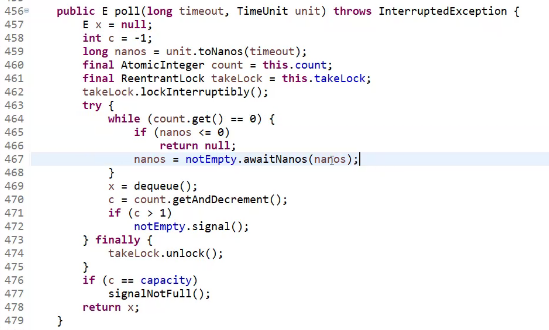 456 public E poll(long timeout, TimeUnit unit) throws InterruptedException {
457 E x = null;
458 int c = -1;
459 long nanos = unit.toNanos(timeout);
460 final AtomicInteger count = this.count;
461 final ReentrantLock takeLock = this.takeLock;
462 takeLock.lockInterruptibly();
463 try {
464 while (count.get() == 0) {
465 if (nanos <= 0)
466 return null;
467 nanos = notEmpty.awaitNanos(nanos);
468 }
469 x = dequeue();
470 c = count.getAndDecrement();
471 if (c > 1)
472 notEmpty.signal();
473 } finally {
474 takeLock.unlock();
475 }
476 if (c == capacity)
477 signalNotFull();
478 return x;
479 }